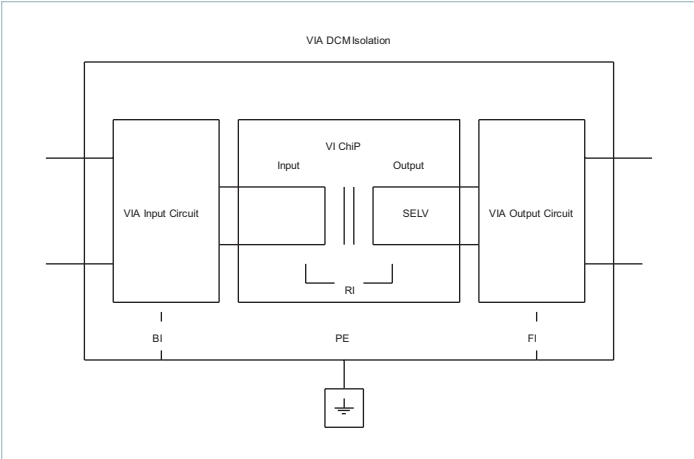 VIA DCM Isolation
VI ChiP
Input
Output
VIA Input Circuit
SELV
VIA Output Circuit
RI
BI
PE
FI